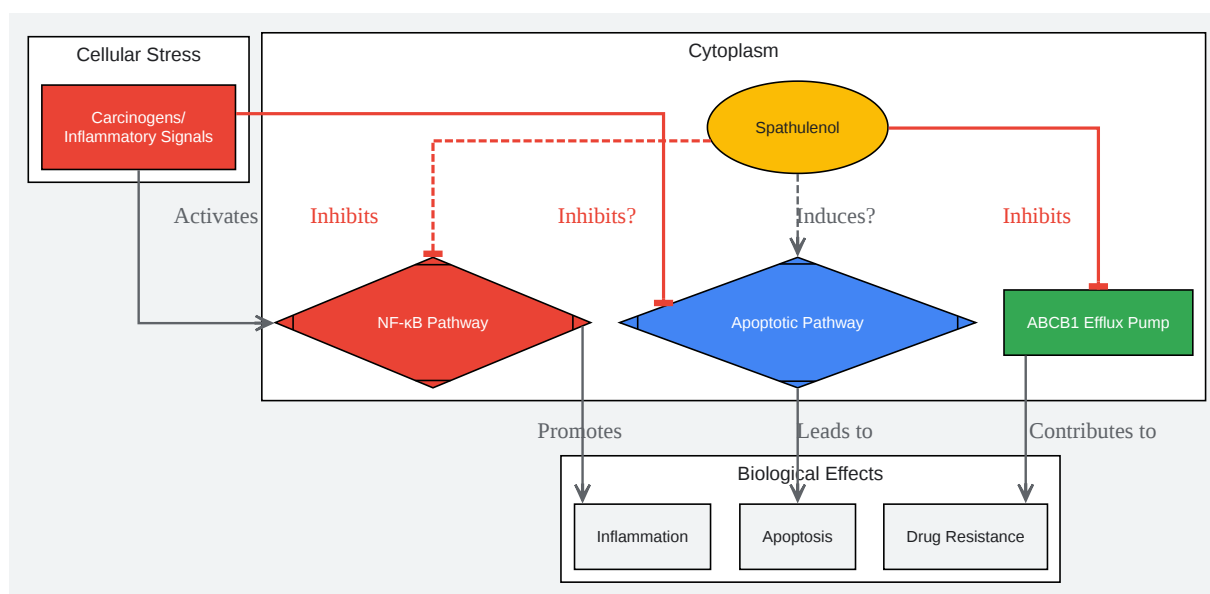 Cellular Stress
Cytoplasm
Carcinogens/
Inflammatory Signals
Spathulenol
Activates
Inhibits
Inhibits?
Induces?
Inhibits
NF-κB Pathway
Apoptotic Pathway
ABCB1 Efflux Pump
Promotes
Leads to
Contributes to
Biological Effects
Inflammation
Apoptosis
Drug Resistance